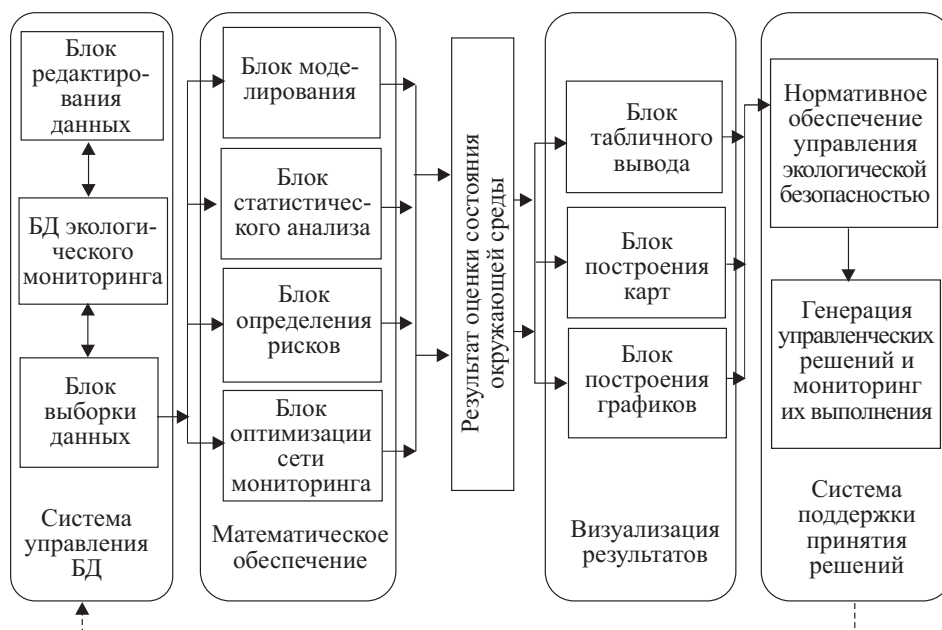 Блок
редактиро-
вания
данных
БД экологи-
ческого
мониторинга
Блок
выборки
данных
Система
управления
БД
Блок моде-
лирования
Блок
статистичес-
кого анализа
Блок
определения
рисков
Блок
оптимизации
сети
мониторинга
Математическое
обеспечение
Результат оценки состояния
окружающей среды
Блок
табличного
вывода
Блок
построения
карт
Блок
построения
графиков
Визуализация
результатов
Нормативное
обеспечение
управления
экологической
безопасностью
Генерация
управленческих
решений и
мониторинг
их выполнения
Система
поддержки
принятия
решений